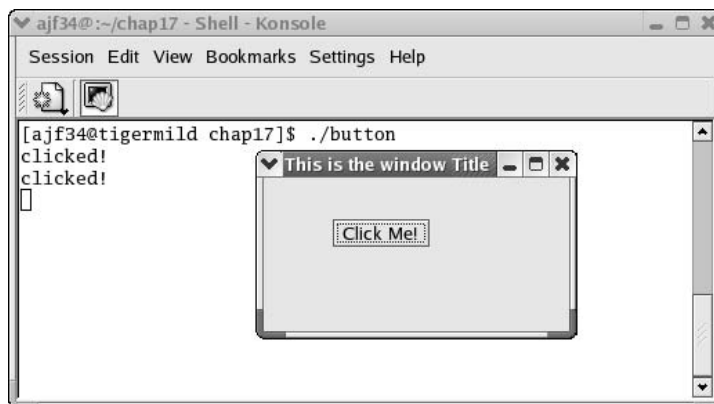 ajf34@:~/chap17 - Shell - Konsole
Session Edit View Bookmarks Settings Help
[ajf34@tigermild chap17]$ ./button
clicked!
clicked!
This is the window Title
Click Me!